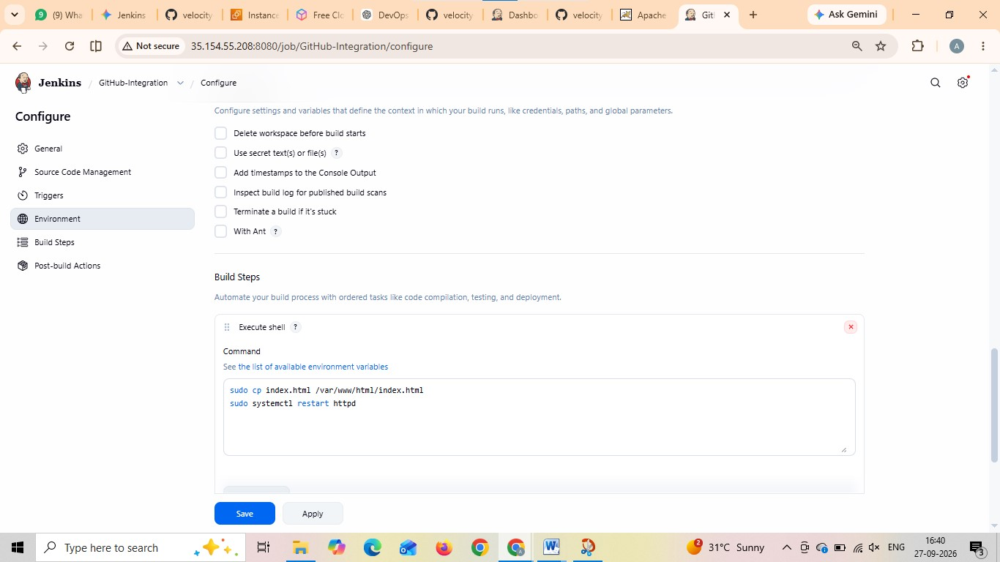 (9) Wha
Jenkins
velocity
Instance
Free Clc
DevOps
velocity
Dashbo
velocity
Apache
Git
Ask Gemini
Not secure
35.154.55.208:8080/job/GitHub-Integration/configure
A
Jenkins / GitHub-Integration / Configure
Configure
General
Source Code Management
Triggers
Environment
Build Steps
Post-build Actions
Configure settings and variables that define the context in which your build runs, like credentials, paths, and global parameters.
Delete workspace before build starts
Use secret text(s) or file(s) ?
Add timestamps to the Console Output
Inspect build log for published build scans
Terminate a build if it's stuck
With Ant ?
Build Steps
Automate your build process with ordered tasks like code compilation, testing, and deployment.
Execute shell ?
Command
See the list of available environment variables
sudo cp index.html /var/www/html/index.html
sudo systemctl restart httpd
Save
Apply
Type here to search
2
31°C Sunny
ENG
16:40
27-09-2026
3